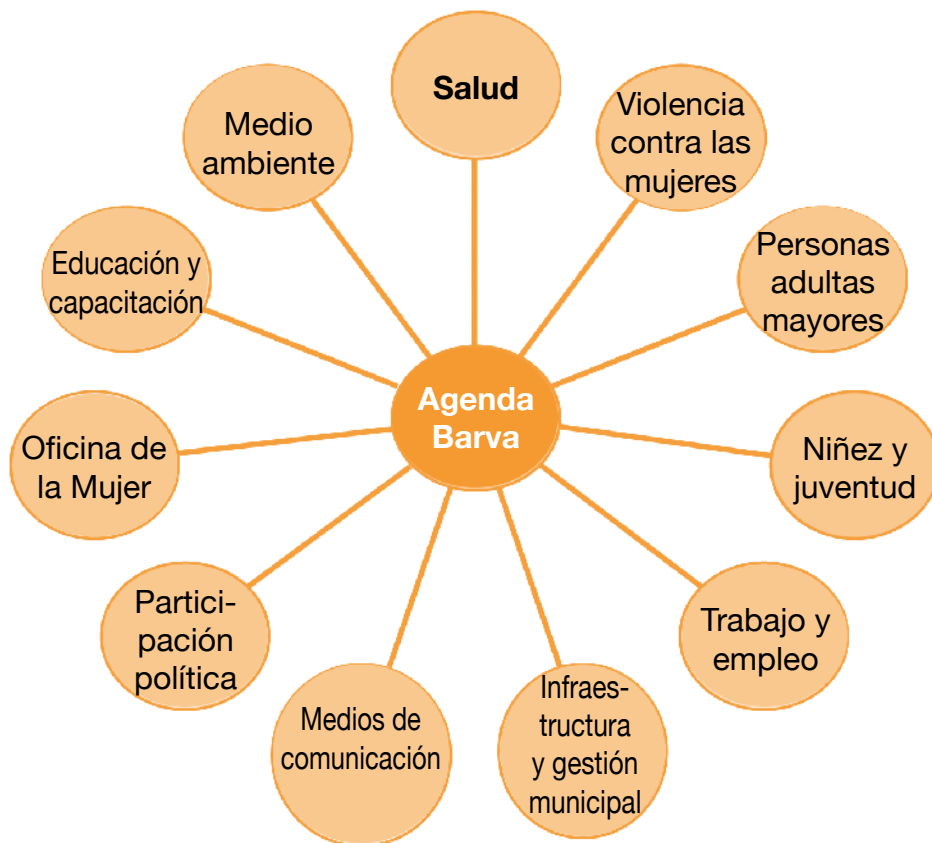 Salud
Violencia
contra las
mujeres
Personas
adultas
mayores
Niñez y
juventud
Trabajo y
empleo
Infraes-
tructura
y gestión
municipal
Medios de
comunicación
Partici-
pación
política
Oficina de
la Mujer
Educación y
capacitación
Medio
ambiente
Agenda
Barva